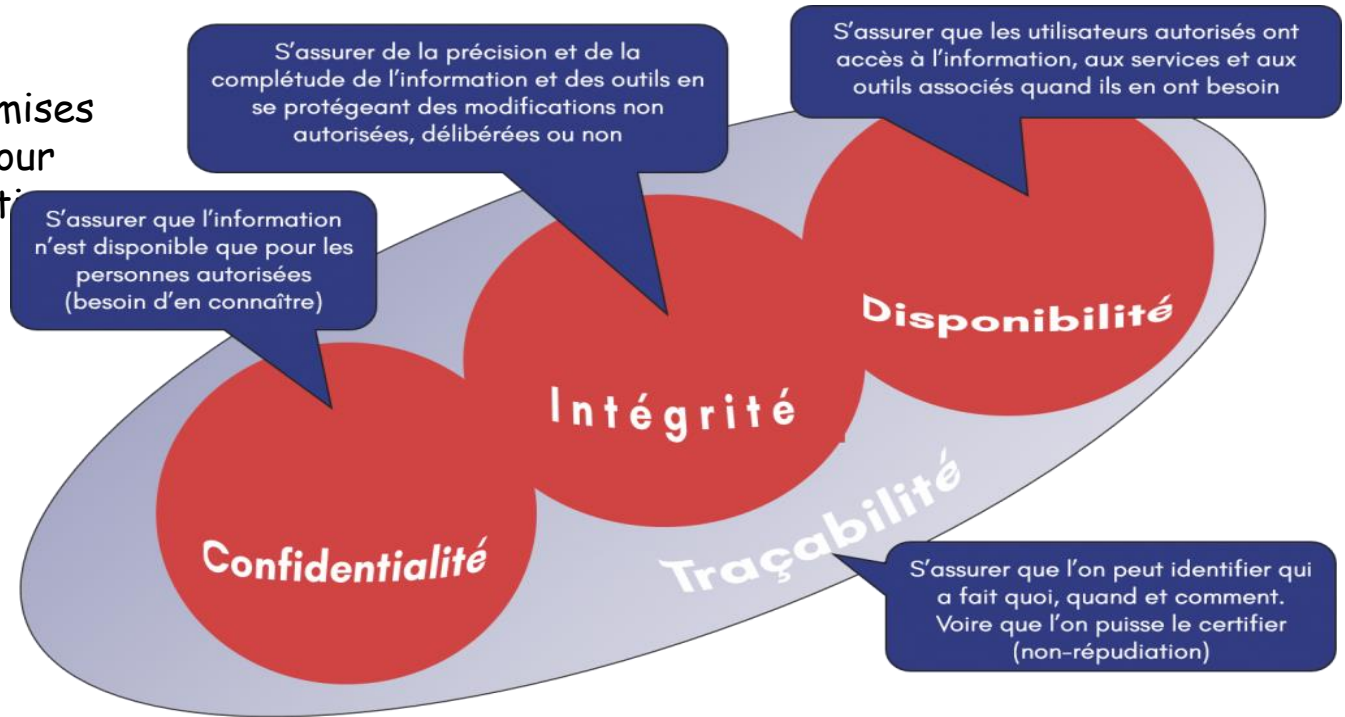 mises
our
S'assurer de la précision et de la
complétude de l'information et des outils en
se protégeant des modifications non
autorisées, délibérées ou non
S'assurer que les utilisateurs autorisés ont
accès à l'information, aux services et aux
outils associés quand ils en ont besoin
S'assurer que l'information
n'est disponible que pour les
personnes autorisées
(besoin d'en connaître)
Disponibilité
Intégrité
Confidentialité
Traçabilité
S'assurer que l'on peut identifier qui
a fait quoi, quand et comment.
Voire que l'on puisse le certifier
(non-répudiation)